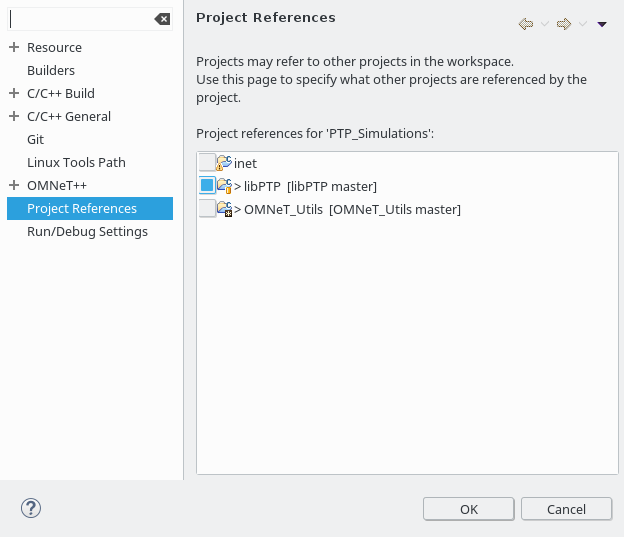 Project References
Resource
Builders
C/C++ Build
C/C++ General
Git
Linux Tools Path
OMNeT++
Project References
Run/Debug Settings
Projects may refer to other projects in the workspace.
Use this page to specify what other projects are referenced by the
project.
Project references for 'PTP_Simulations':
inet
> libPTP [libPTP master]
> OMNeT_Utils [OMNeT_Utils master]
?
OK
Cancel